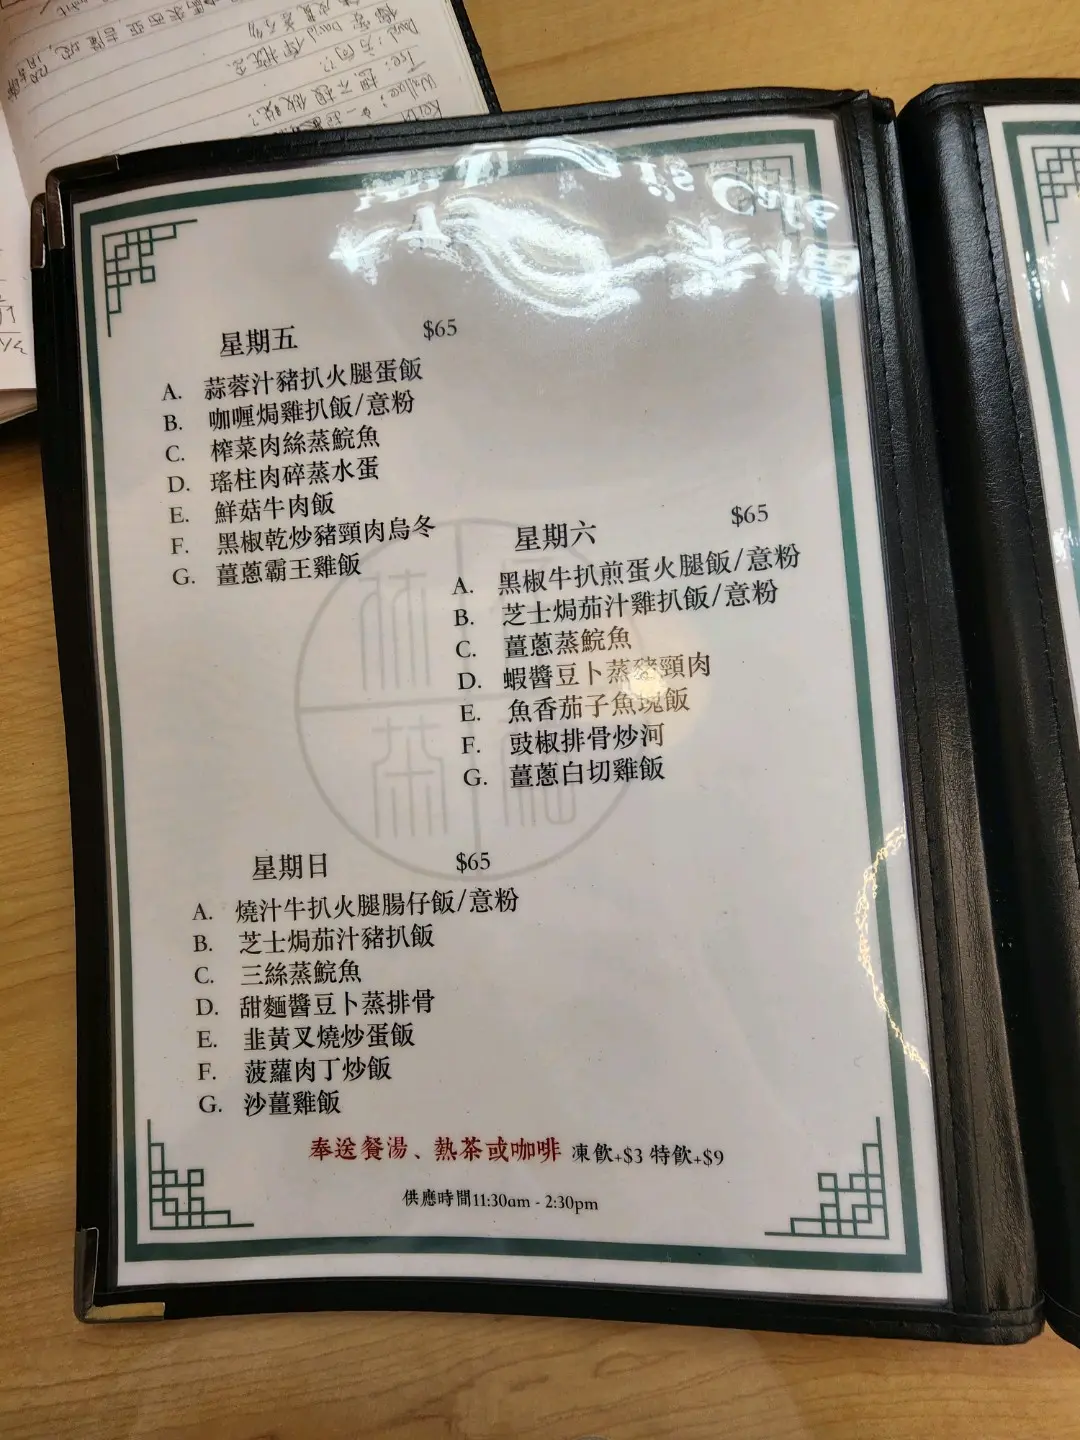 星期五 $65
A. 蒜蓉汁豬扒火腿蛋飯
B. 咖喱焗雞扒飯/意粉
C. 榨菜肉絲蒸鯇魚
D. 瑤柱肉碎蒸水蛋
E. 鮮菇牛肉飯
F. 黑椒乾炒豬頸肉烏冬
G. 薑蔥霸王雞飯
星期六 $65
A. 黑椒牛扒煎蛋火腿飯/意粉
B. 芝士焗茄汁雞扒飯/意粉
C. 薑蔥蒸鯇魚
D. 蝦醬豆卜蒸豬頸肉
E. 魚香茄子魚塊飯
F. 豉椒排骨炒河
G. 薑蔥白切雞飯
星期日 $65
A. 燒汁牛扒火腿腸仔飯/意粉
B. 芝士焗茄汁豬扒飯
C. 三絲蒸鯇魚
D. 甜麵醬豆卜蒸排骨
E. 韭黃叉燒炒蛋飯
F. 菠蘿肉丁炒飯
G. 沙薑雞飯
奉送餐湯、熱茶或咖啡 凍飲+$3 特飲+$9
供應時間11:30am - 2:30pm